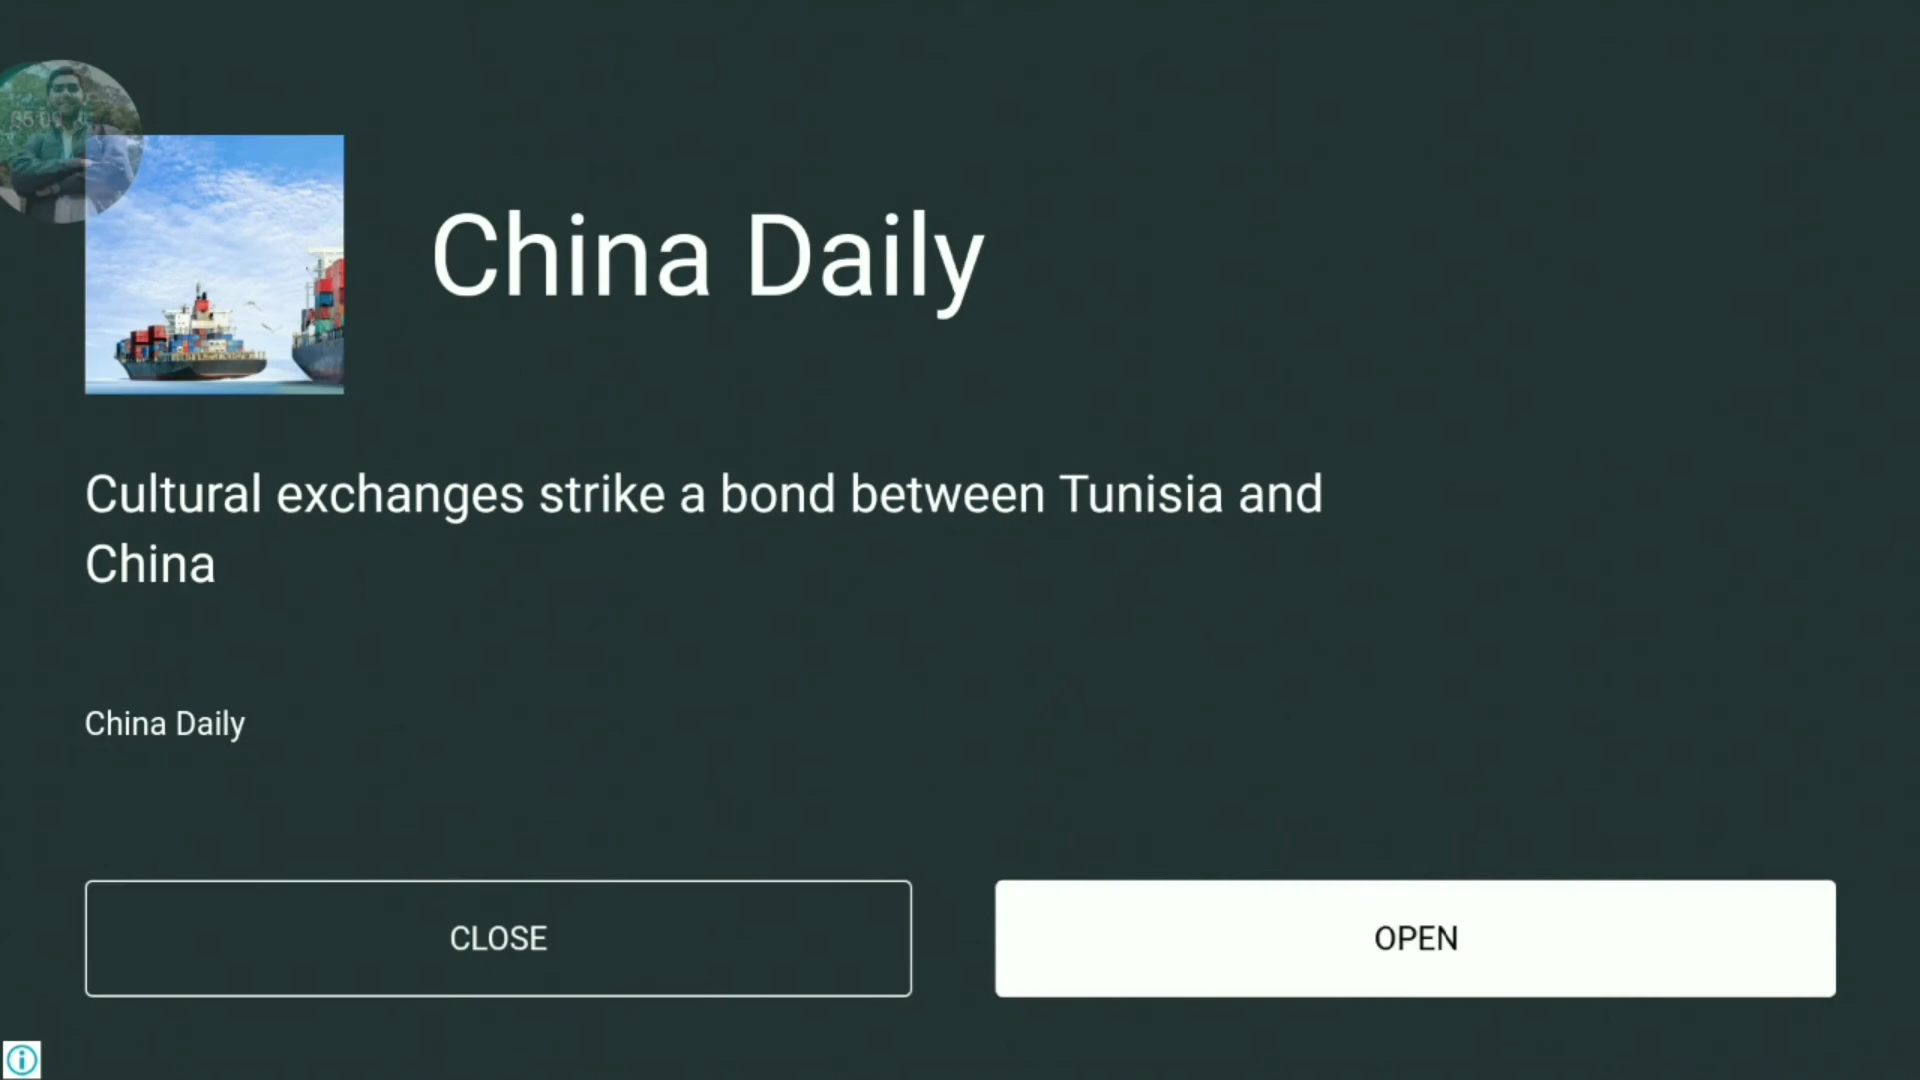 China Daily
Cultural exchanges strike a bond between Tunisia and
China
China Daily
CLOSE
OPEN